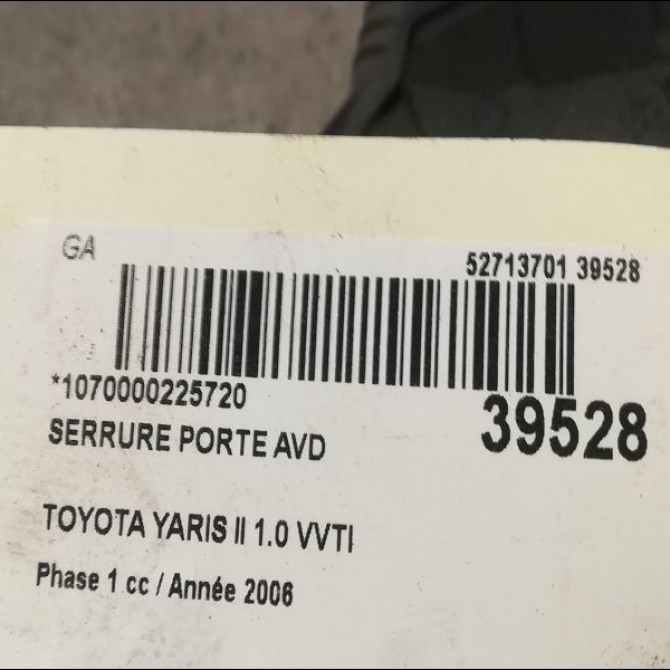 GA
52713701 39528
*1070000225720
39528
SERRURE PORTE AVD
TOYOTA YARIS II 1.0 VVTI
Phase 1 cc / Année 2006